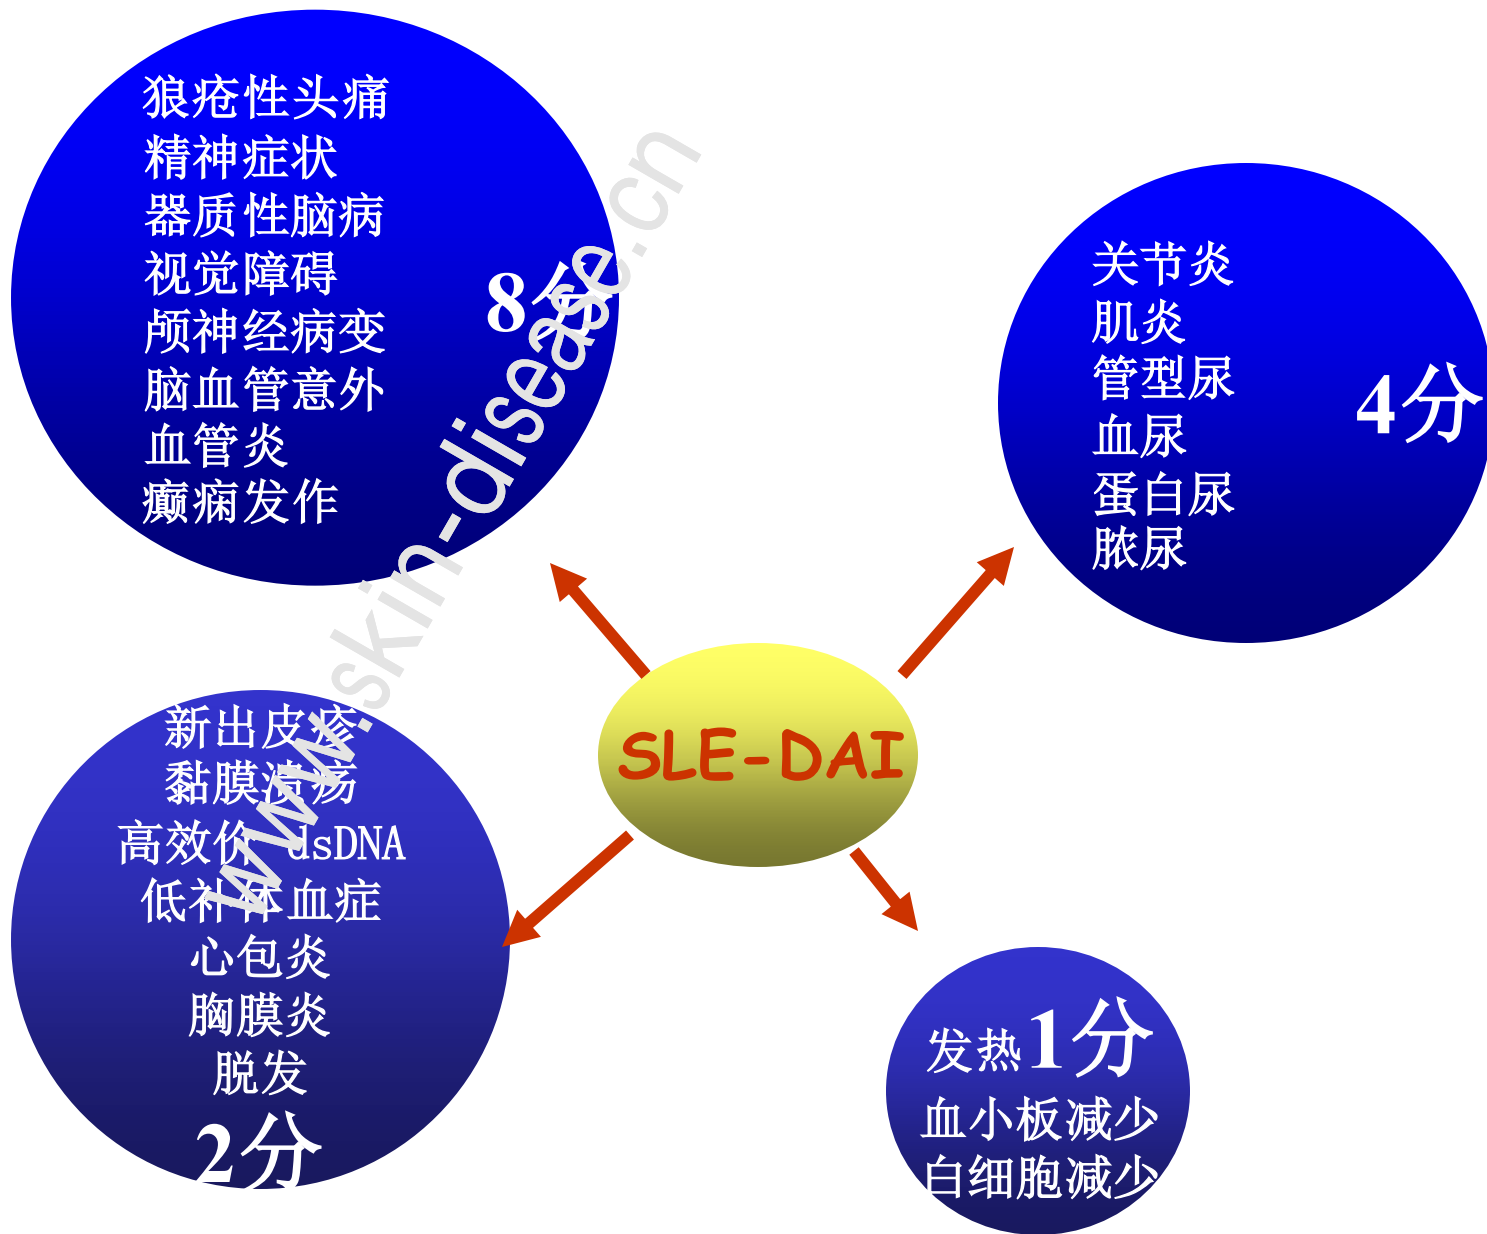 狼疮性头痛
精神症状
器质性脑病
视觉障碍
颅神经病变
脑血管意外
血管炎
癫痫发作
8分
关节炎
肌炎
管型尿
血尿
蛋白尿
脓尿
4分
SLE-DAI
新出皮疹
黏膜溃疡
高效价 dsDNA
低补体血症
心包炎
胸膜炎
脱发
2分
发热1分
血小板减少
白细胞减少
www.skin-disease.cn